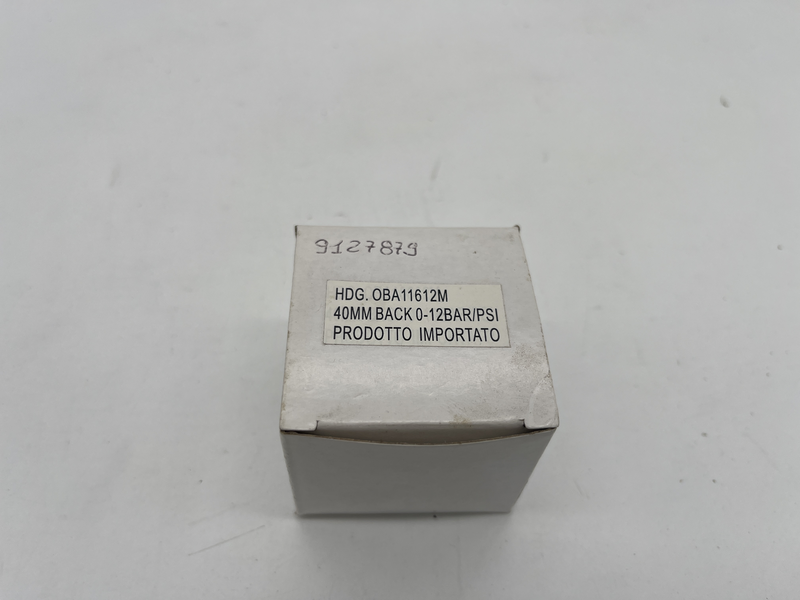 9127879
HDG. OBA11612M
40MM BACK 0-12BAR/PSI
PRODOTTO IMPORTATO